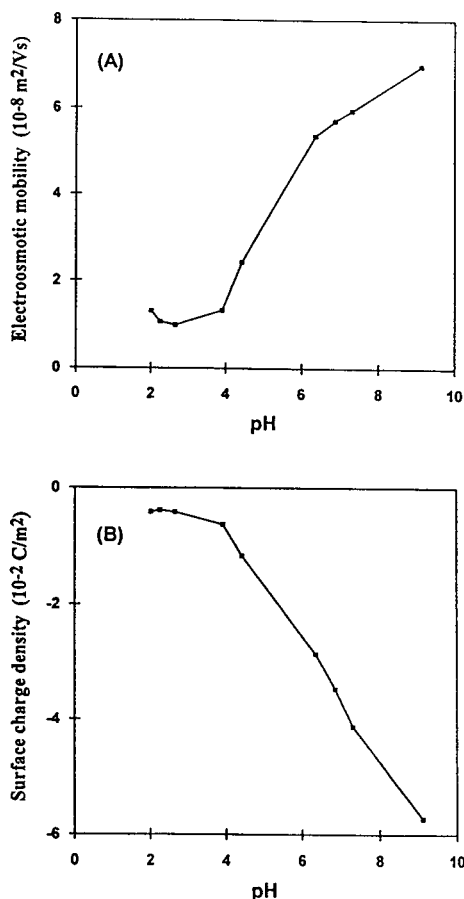 8
6
4
2
0
Electroosmotic mobility (10-8 m2/Vs)
(A)
0 2 4 6 8 10
pH
0
-2
-4
-6
Surface charge density (10-2 C/m2)
(B)
0 2 4 6 8 10
pH